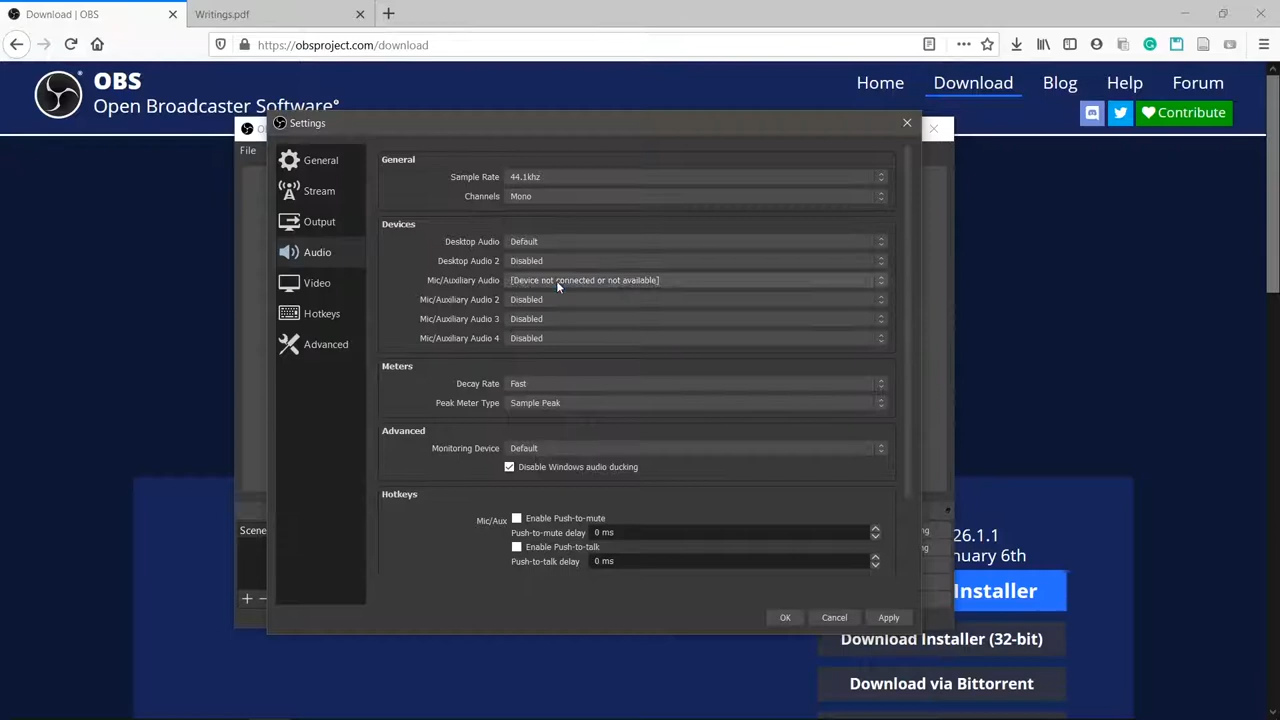 Download | OBS
Writings.pdf
https://obsproject.com/download
OBS
Open Broadcaster Software
Home Download Blog Help Forum
Contribute
Settings
File
General
Stream
Output
Audio
Video
Hotkeys
Advanced
General
Sample Rate 44.1khz
Channels Mono
Devices
Desktop Audio Default
Desktop Audio 2 Disabled
Mic/Auxiliary Audio [Device not connected or not available]
Mic/Auxiliary Audio 2 Disabled
Mic/Auxiliary Audio 3 Disabled
Mic/Auxiliary Audio 4 Disabled
Meters
Decay Rate Fast
Peak Meter Type Sample Peak
Advanced
Monitoring Device Default
Disable Windows audio ducking
Hotkeys
Mic/Aux Enable Push-to-mute
Push-to-mute delay 0 ms
Enable Push-to-talk
Push-to-talk delay 0 ms
OK Cancel Apply
Scene
26.1.1
nuary 6th
Installer
Download Installer (32-bit)
Download via Bittorrent